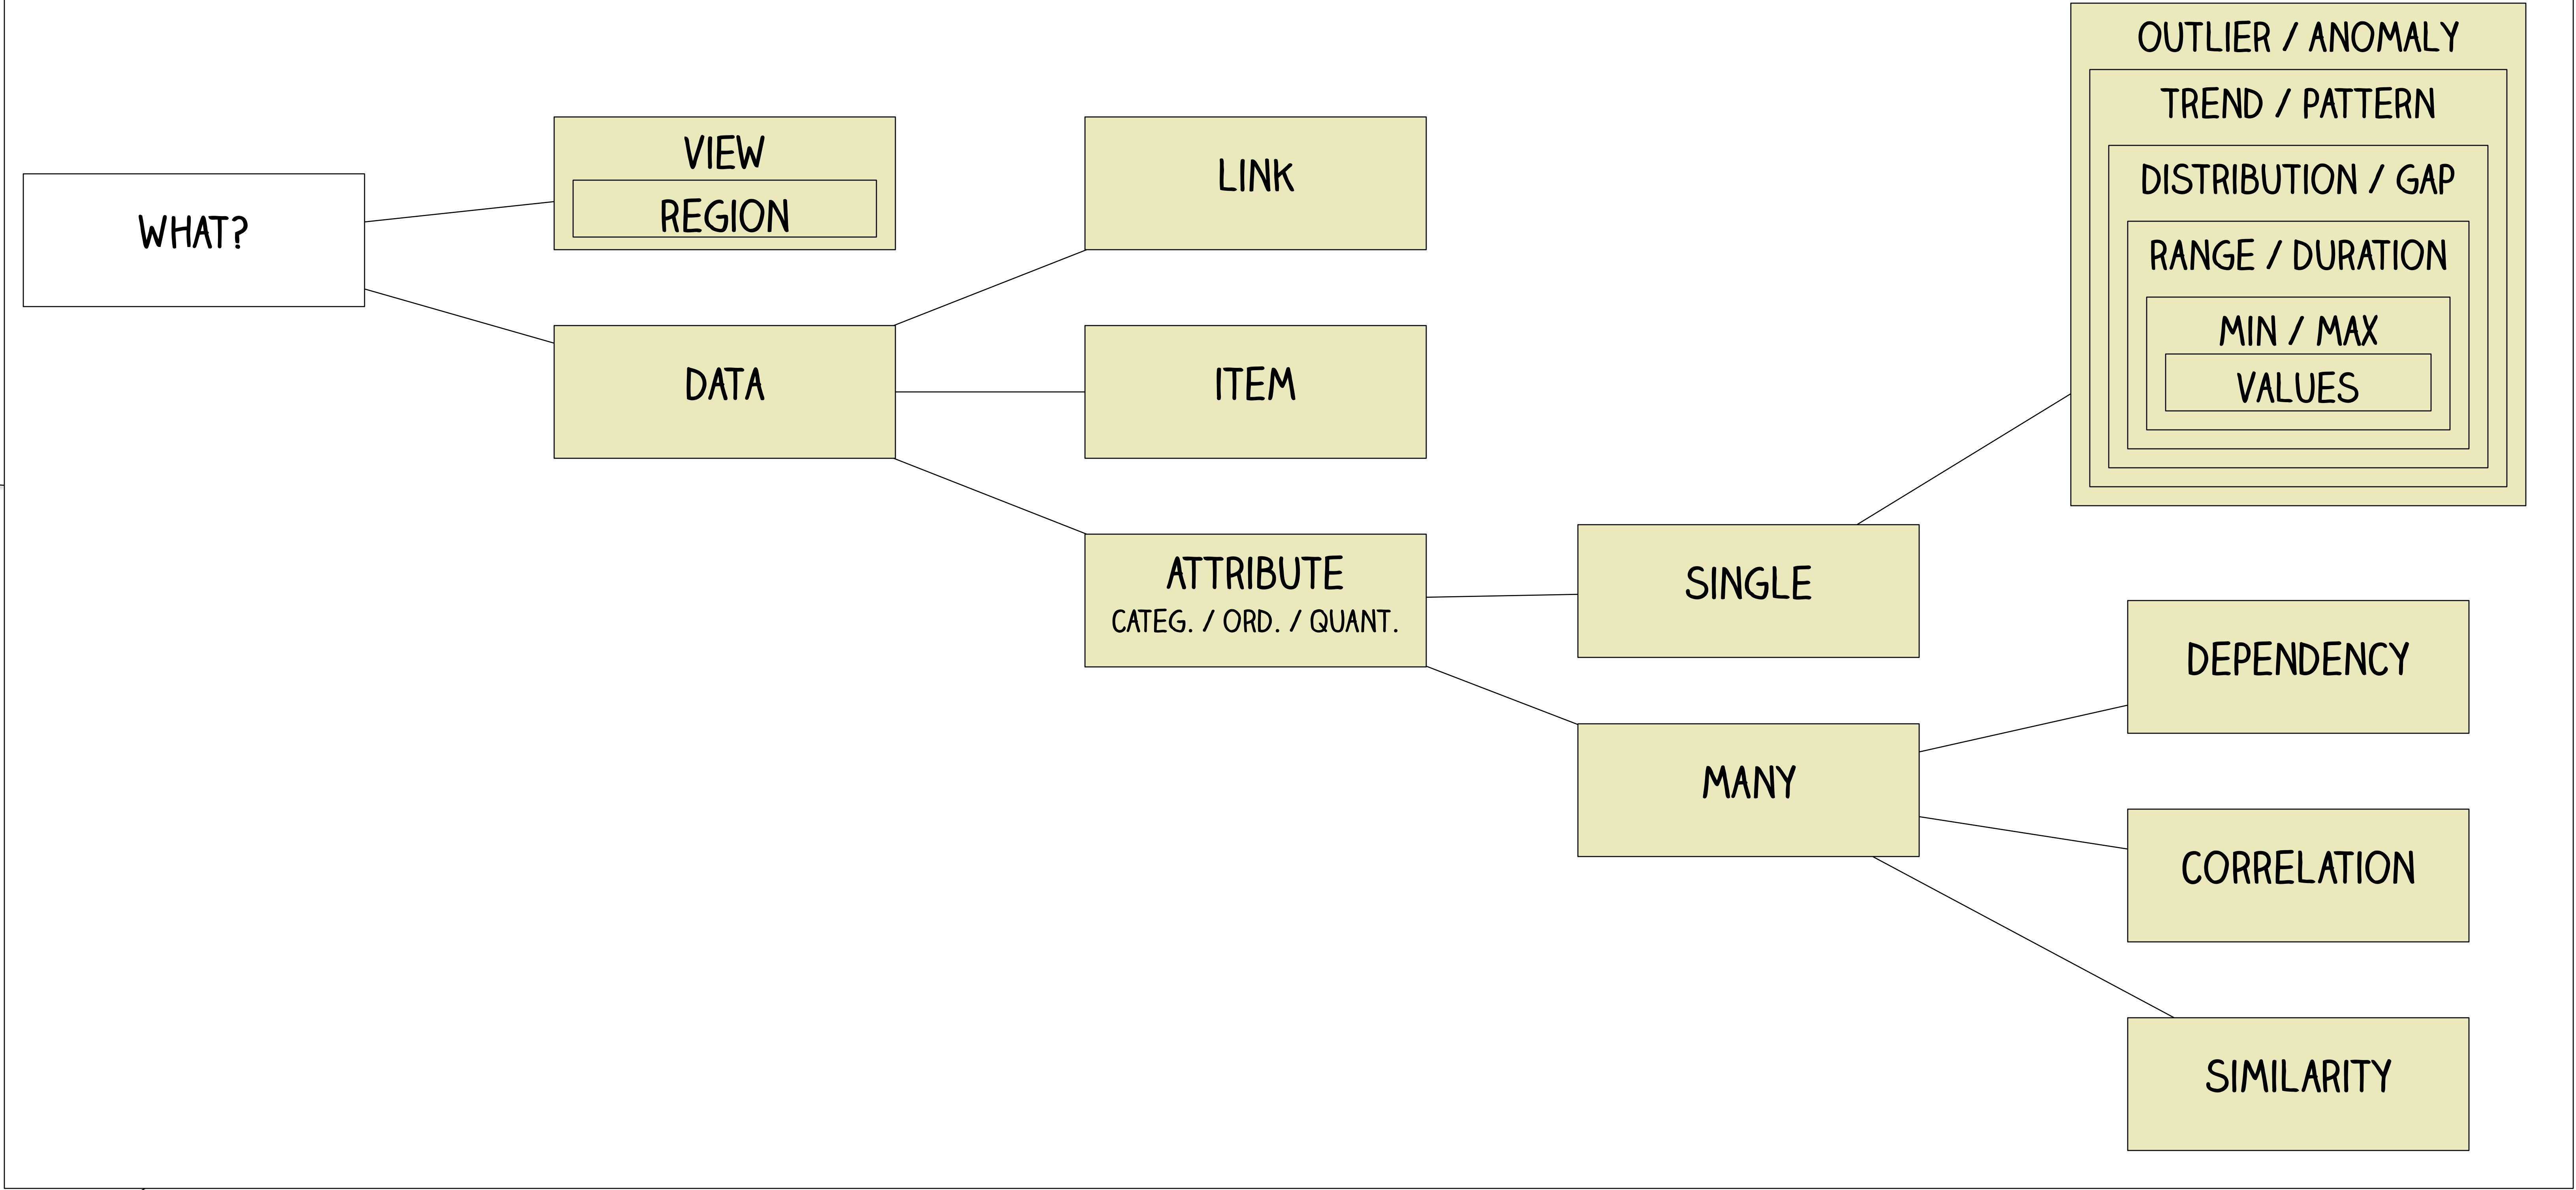 WHAT?
VIEW
REGION
DATA
LINK
ITEM
ATTRIBUTE
CATEG. / ORD. / QUANT.
SINGLE
MANY
OUTLIER / ANOMALY
TREND / PATTERN
DISTRIBUTION / GAP
RANGE / DURATION
MIN / MAX
VALUES
DEPENDENCY
CORRELATION
SIMILARITY